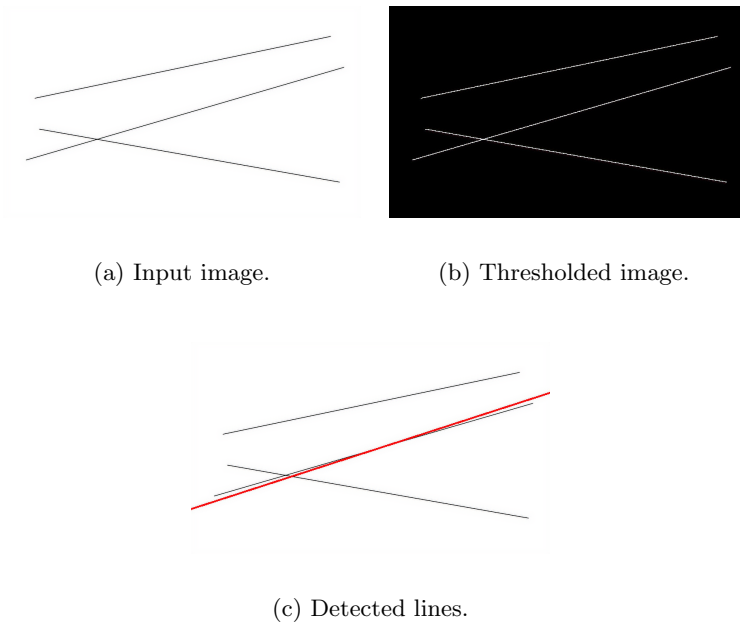 (a) Input image.
(b) Thresholded image.
(c) Detected lines.